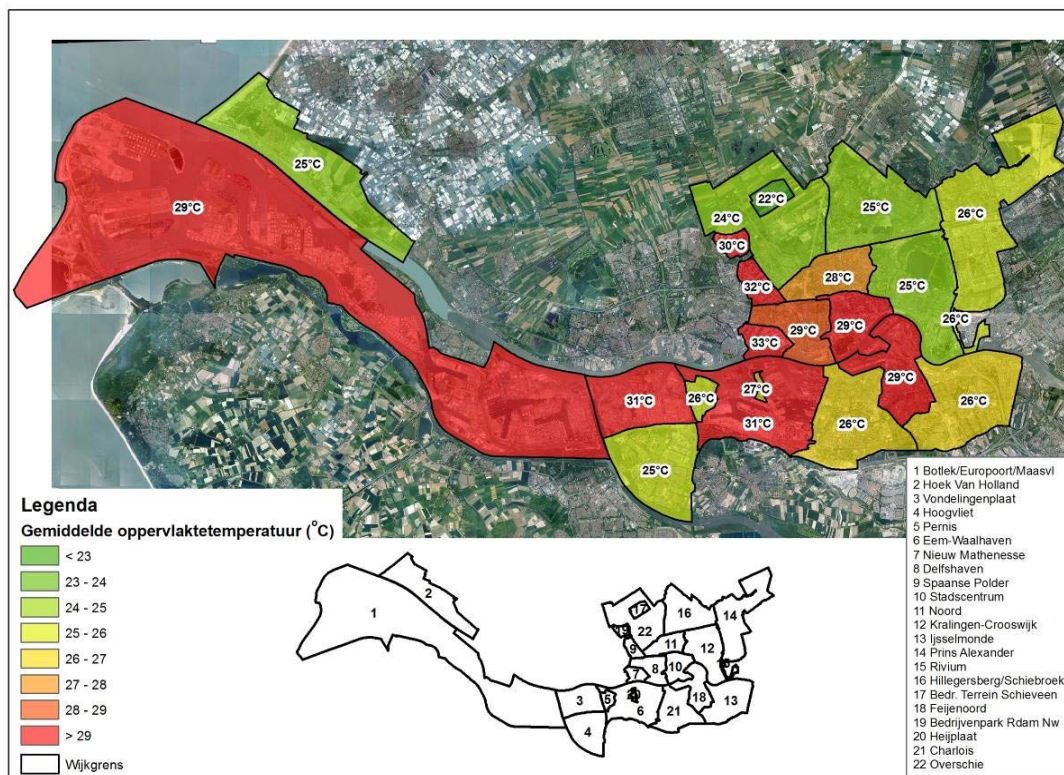 25°C
29°C
22°C
24°C
25°C
26°C
30°C
32°C
28°C
25°C
26°C
29°C
29°C
33°C
29°C
31°C
26°C
27°C
31°C
26°C
26°C
25°C
Legenda
Gemiddelde oppervlaktetemperatuur (°C)
< 23
23 - 24
24 - 25
25 - 26
26 - 27
27 - 28
28 - 29
> 29
Wijkgrens
1
2
3
4
5
6
7
8
9
10
11
12
13
14
16
17
18
19
20
21
22
1 Botlek/Europoort/Maasvl
2 Hoek Van Holland
3 Vondelingenplaat
4 Hoogvliet
5 Pernis
6 Eem-Waalhaven
7 Nieuw Mathenesse
8 Delfshaven
9 Spaanse Polder
10 Stadscentrum
11 Noord
12 Kralingen-Crooswijk
13 Ijsselmonde
14 Prins Alexander
15 Rivium
16 Hillegersberg/Schiebroek
17 Bedr. Terrein Schieveen
18 Feijenoord
19 Bedrijvenpark Rdam Nw
20 Heijplaat
21 Charlois
22 Overschie